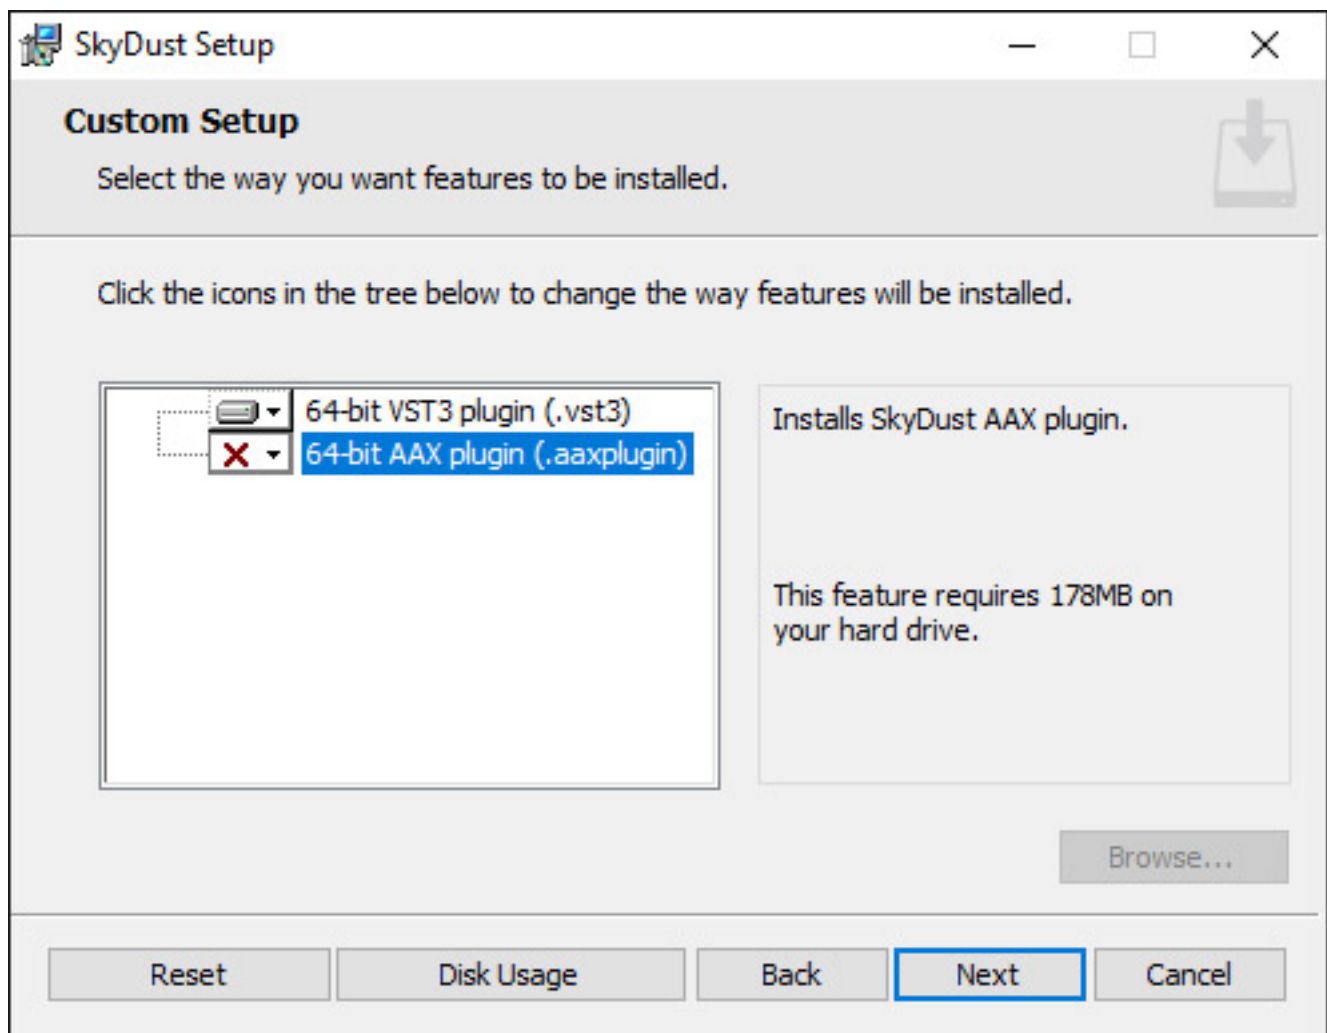 SkyDust Setup
Custom Setup
Select the way you want features to be installed.
Click the icons in the tree below to change the way features will be installed.
64-bit VST3 plugin (.vst3)
64-bit AAX plugin (.aaxplugin)
Installs SkyDust AAX plugin.
This feature requires 178MB on
your hard drive.
Browse...
Reset
Disk Usage
Back
Next
Cancel